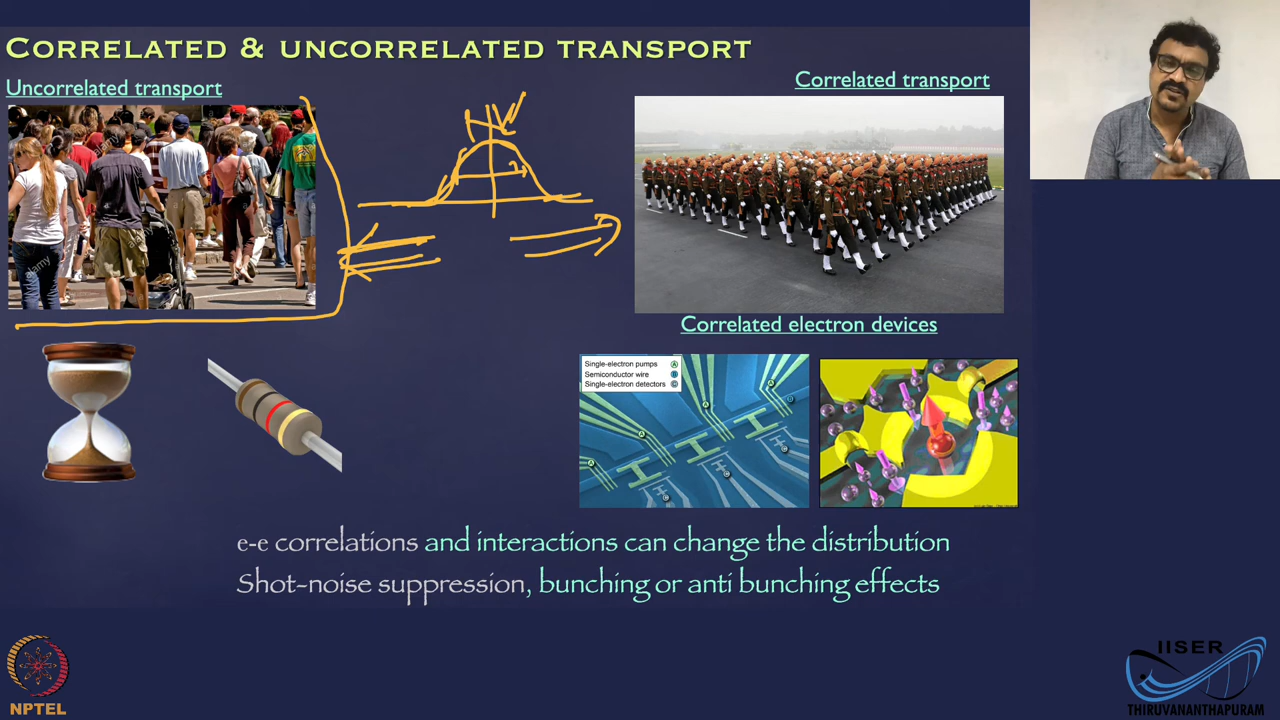 CORRELATED & UNCORRELATED TRANSPORT
Uncorrelated transport
Correlated transport
alamy
Correlated electron devices
Single-electron pumps A
Semiconductor wire B
Single-electron detectors C
A
B
A
A
A
C
C
C
e-e correlations and interactions can change the distribution
Shot-noise suppression, bunching or anti bunching effects
NPTEL
IISER
THIRUVANANTHAPURAM